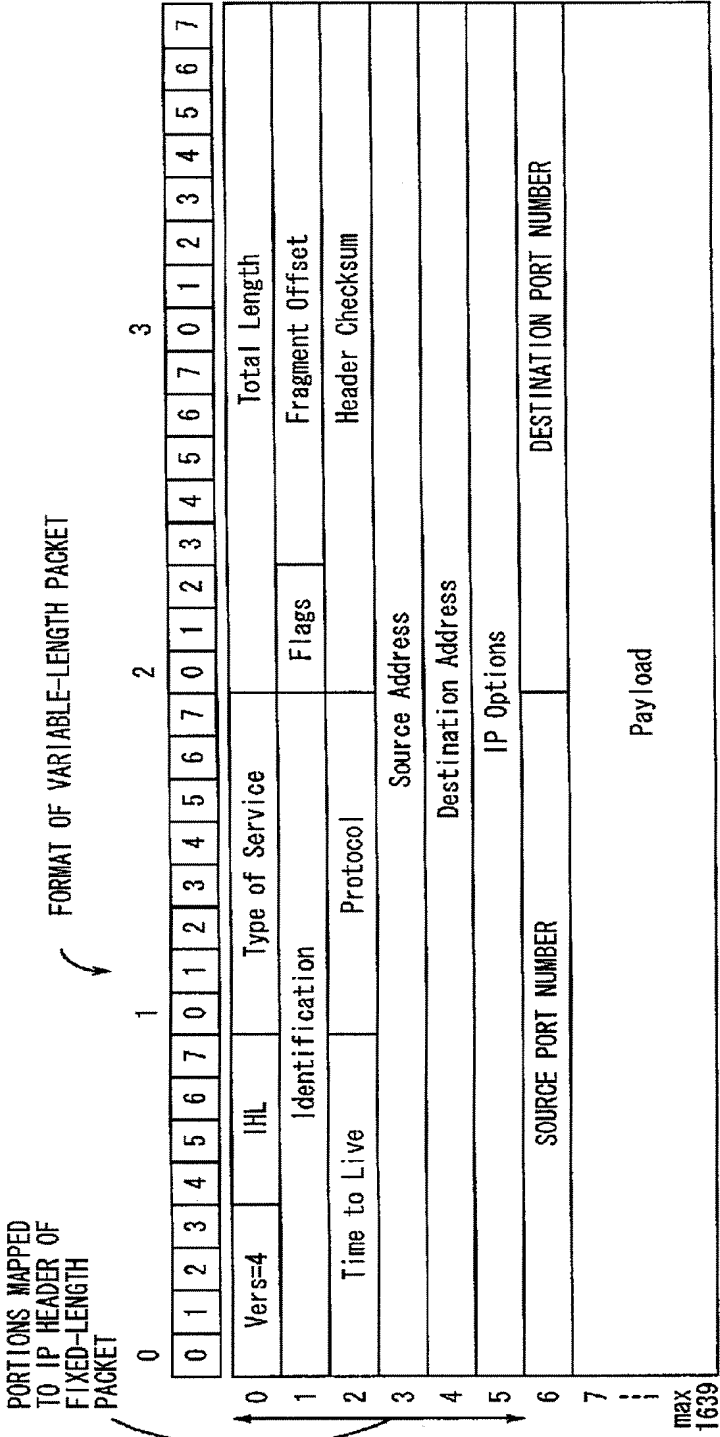 PORTIONS MAPPED
TO IP HEADER OF
FIXED-LENGTH
PACKET
FORMAT OF VARIABLE-LENGTH PACKET
0 1 2 3
0 1 2 3 4 5 6 7 0 1 2 3 4 5 6 7 0 1 2 3 4 5 6 7 0 1 2 3 4 5 6 7
0 Vers=4 IHL Type of Service Total Length
1 Identification Flags Fragment Offset
2 Time to Live Protocol Header Checksum
3 Source Address
4 Destination Address
5 IP Options
6 SOURCE PORT NUMBER DESTINATION PORT NUMBER
7 Payload
max
1639